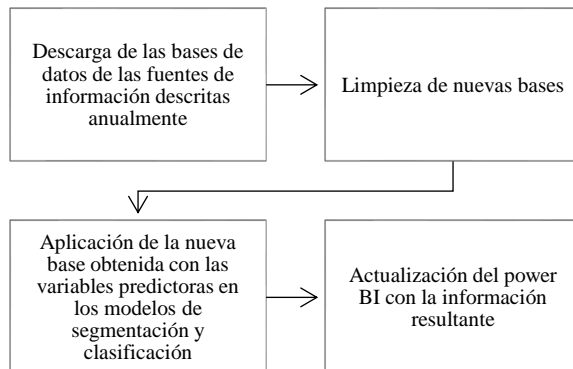 Descarga de las bases de
datos de las fuentes de
información descritas
anualmente
Limpieza de nuevas bases
Aplicación de la nueva
base obtenida con las
variables predictoras en
los modelos de
segmentación y
clasificación
Actualización del power
BI con la información
resultante